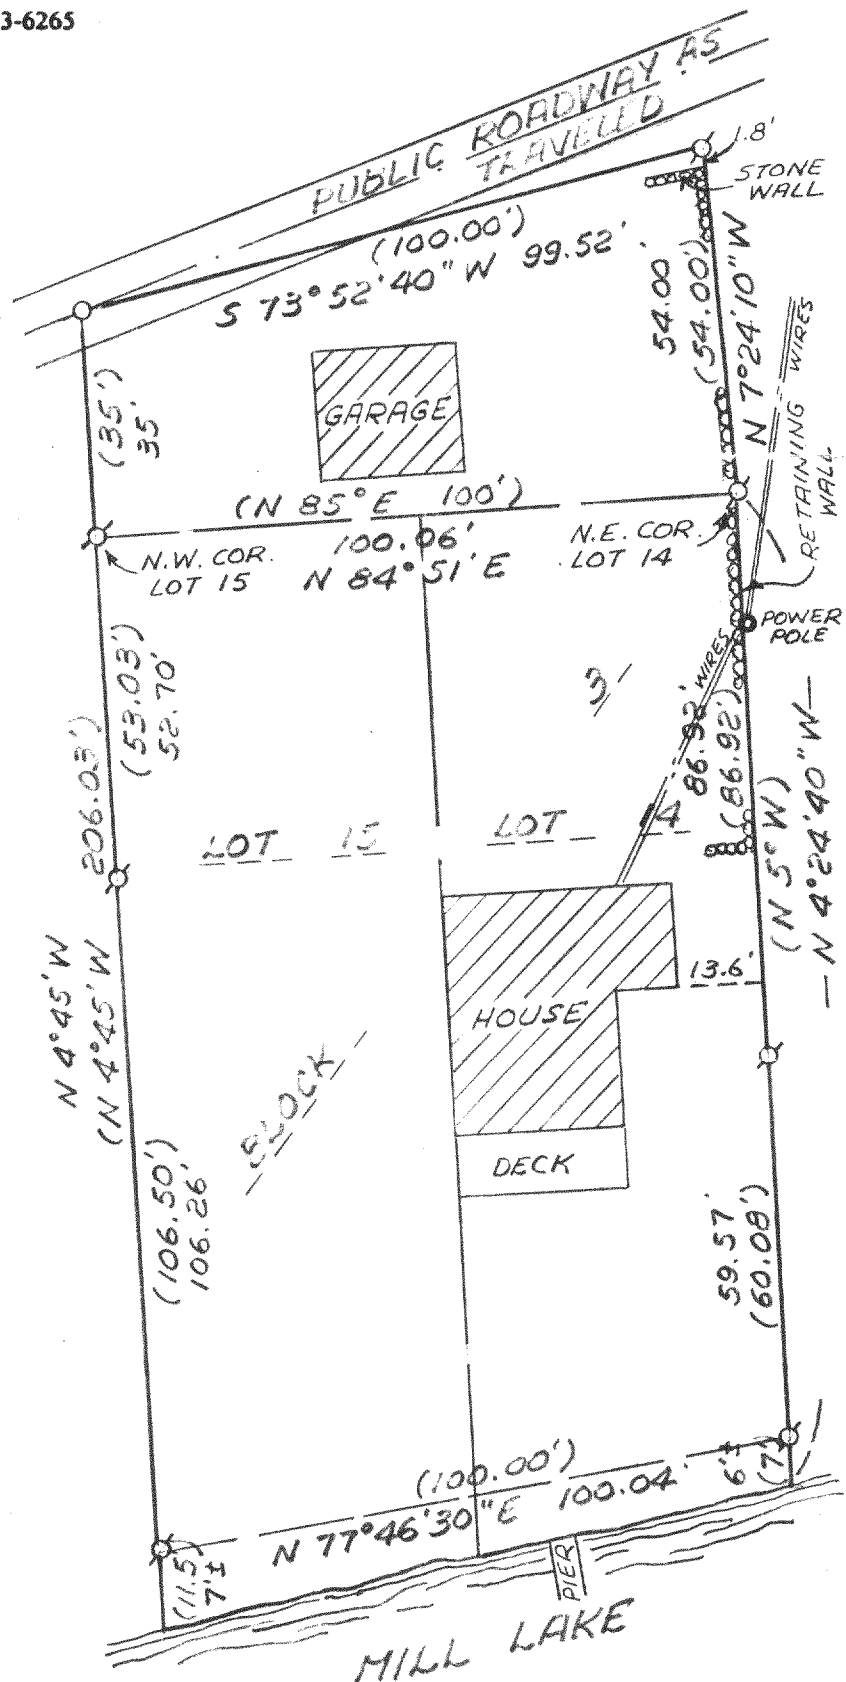 3-6265
PUBLIC ROADWAY AS
TRAVELED
1.8'
STONE
WALL
(100.00')
S 73°52'40" W 99.52'
54.00'
(54.00')
N 7°24'10" W
WIRES
(35')
35'
GARAGE
RETAINING
WALL
(N 85° E 100')
100.06'
N 84° 51' E
N.W. COR.
LOT 15
N.E. COR.
LOT 14
POWER
POLE
WIRES
(53.03')
52.70'
3
86.92'
(86.92')
206.03')
LOT 15
LOT 14
(N 5° W)
N 4°24'40" W
13.6'
HOUSE
N 4°45' W
(N 4°45' W
BLOCK
DECK
(106.50')
106.26'
59.57'
(60.08')
(100.00')
N 77°46'30" E 100.04'
6'±
(7')
(11.5')
7'±
PIER
MILL LAKE